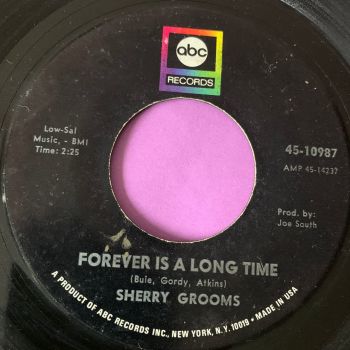 abc
RECORDS
Low-Sal
Music, - BMI
Time: 2:25
45-10987
AMP 45-14237
Prod. by:
Joe South
FOREVER IS A LONG TIME
(Buie, Gordy, Atkins)
SHERRY GROOMS
A PRODUCT OF ABC RECORDS INC. NEW YORK, N.Y. 10019 • MADE IN USA